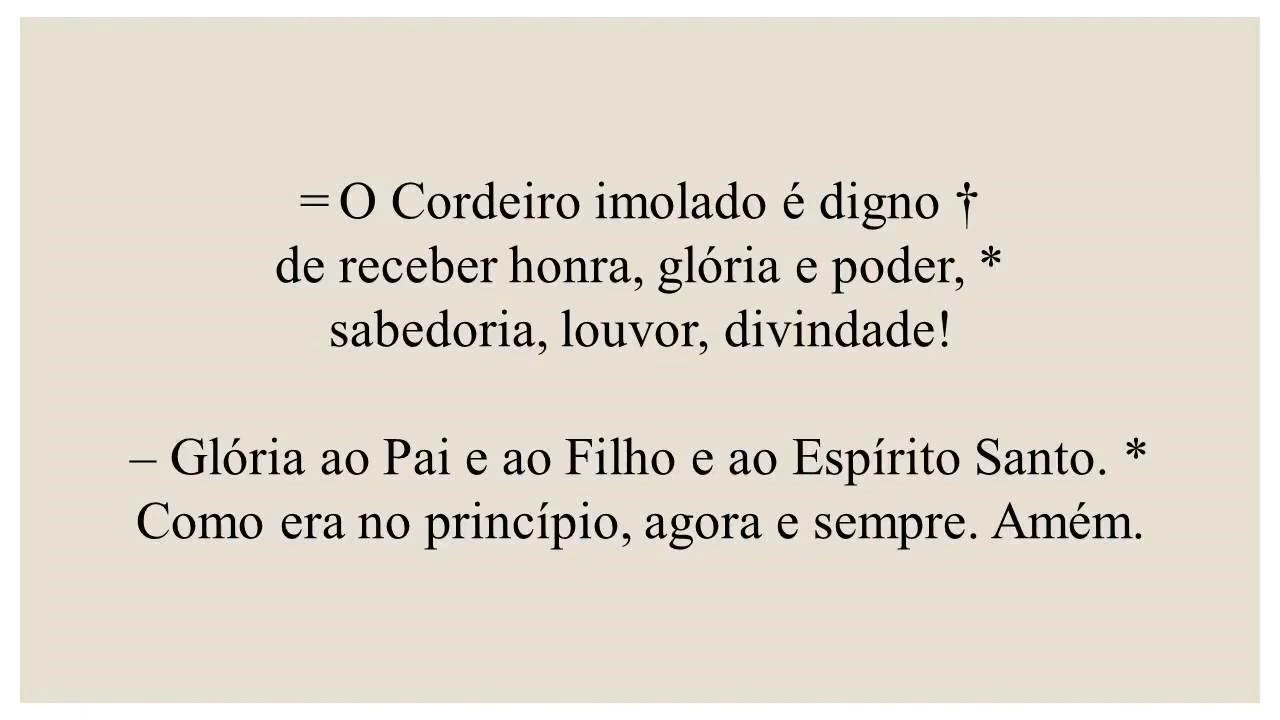 = O Cordeiro imolado é digno †
de receber honra, glória e poder, *
sabedoria, louvor, divindade!
– Glória ao Pai e ao Filho e ao Espírito Santo. *
Como era no princípio, agora e sempre. Amém.